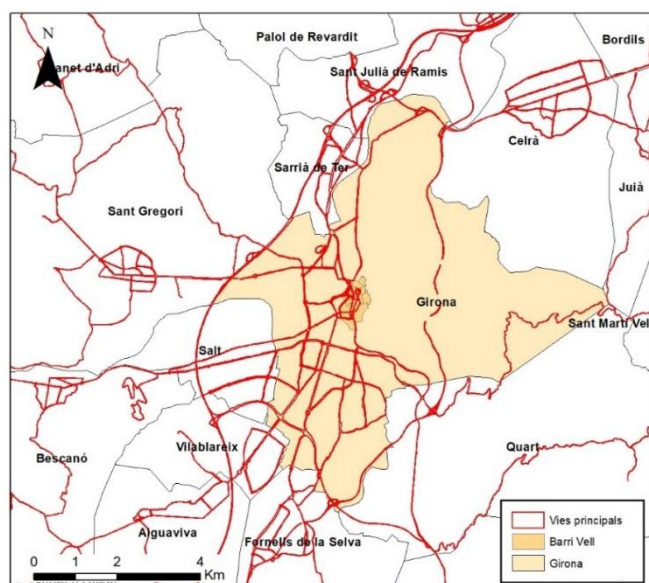 N
Palol de Revardit
Bordils
anet d'Adri
Sant Julià de Ramis
Celrà
Sarrià de Ter
Juià
Sant Gregori
Girona
Sant Martí Vel
Salt
Vilablareix
Quart
Bescanó
Aiguaviva
Fornells de la Selva
Vies principals
Barri Vell
Girona
0 1 2 4
Km